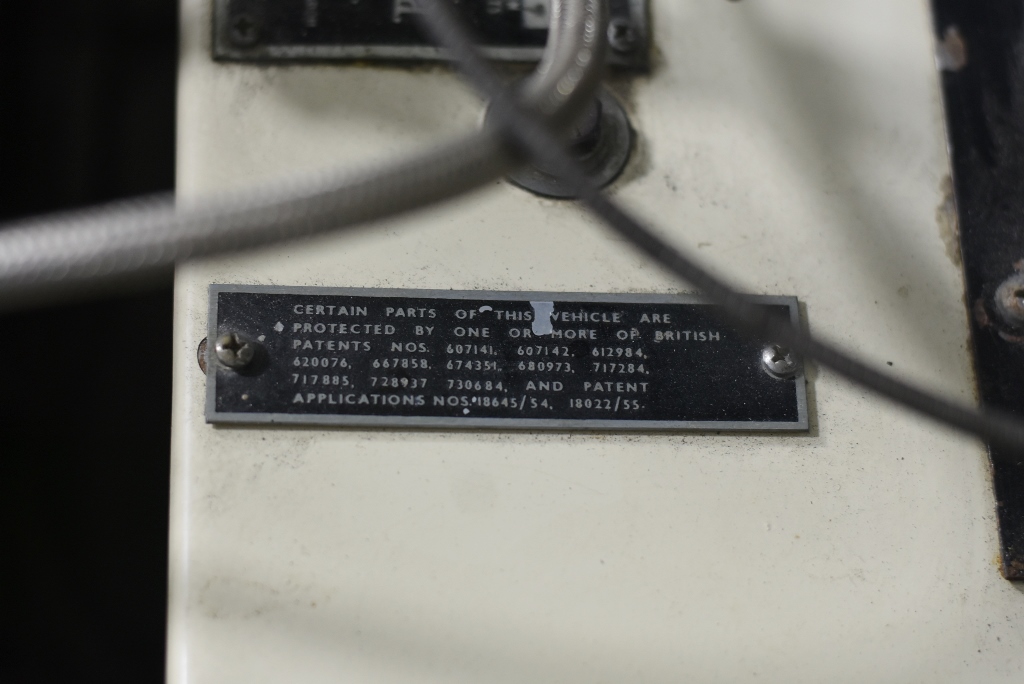 CERTAIN PARTS OF THIS VEHICLE ARE
PROTECTED BY ONE OR MORE OF BRITISH
PATENTS NOS. 607141, 607142, 612984,
620076, 667858, 674351, 680973, 717284,
717885, 728937 730684, AND PATENT
APPLICATIONS NOS. 18645/54, 18022/55.